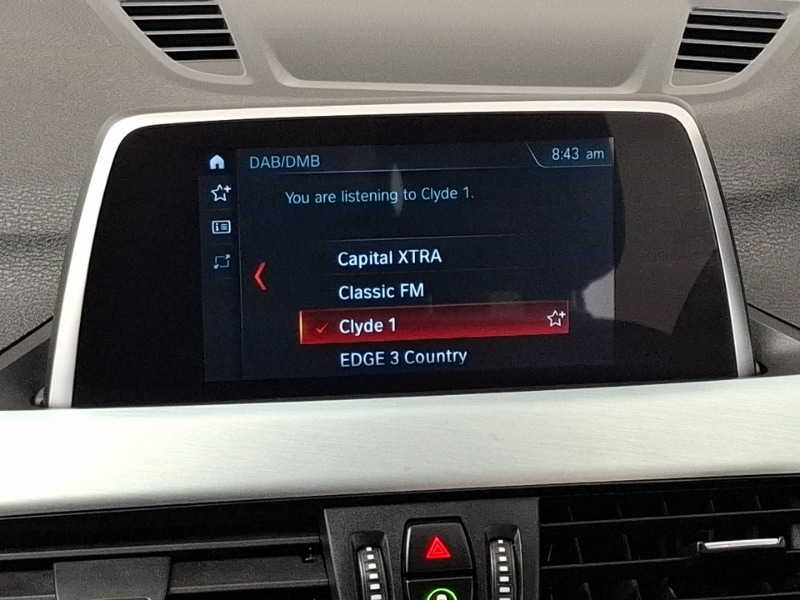 DAB/DMB
8:43 am
You are listening to Clyde 1.
Capital XTRA
Classic FM
Clyde 1
EDGE 3 Country